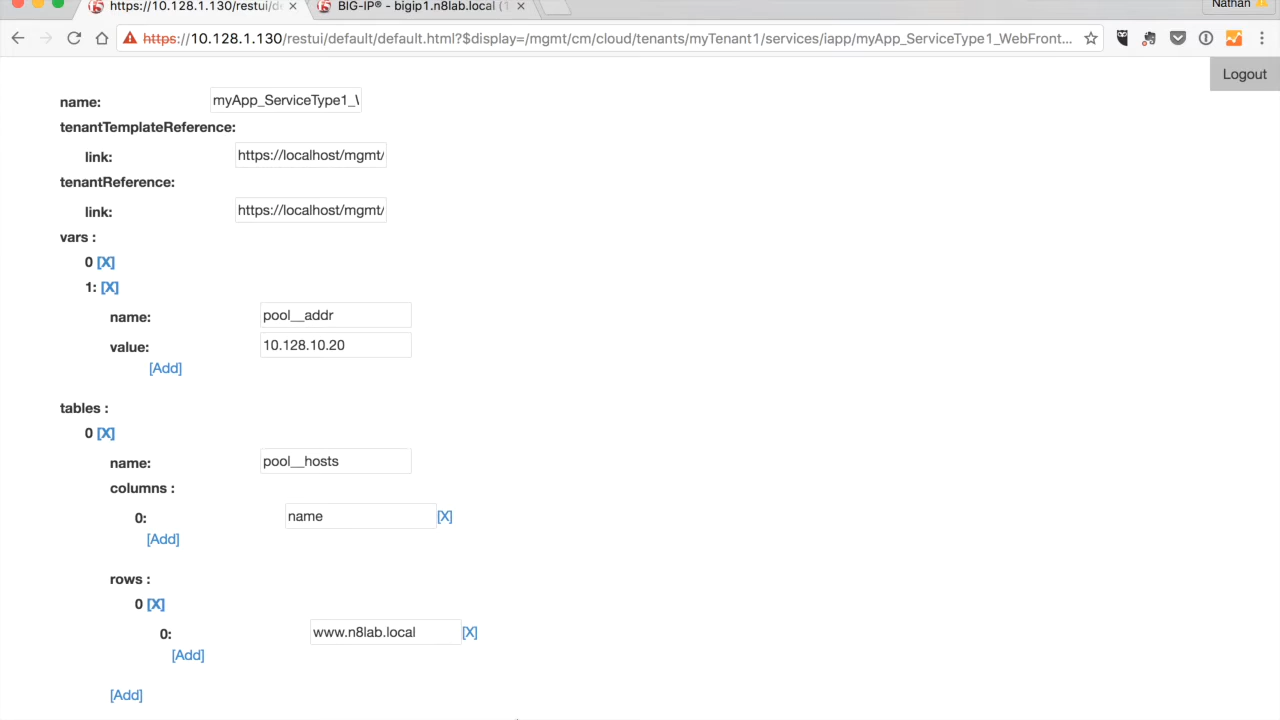 https://10.128.1.130/restui/de
BIG-IP® - bigip1.n8lab.local (1
Nathan
https://10.128.1.130/restui/default/default.html?$display=/mgmt/cm/cloud/tenants/myTenant1/services/iapp/myApp_ServiceType1_WebFront...
Logout
name: myApp_ServiceType1_
tenantTemplateReference:
link: https://localhost/mgmt/
tenantReference:
link: https://localhost/mgmt/
vars :
0 [X]
1: [X]
name: pool__addr
value: 10.128.10.20
[Add]
tables :
0 [X]
name: pool__hosts
columns :
0: name [X]
[Add]
rows :
0 [X]
0: www.n8lab.local [X]
[Add]
[Add]